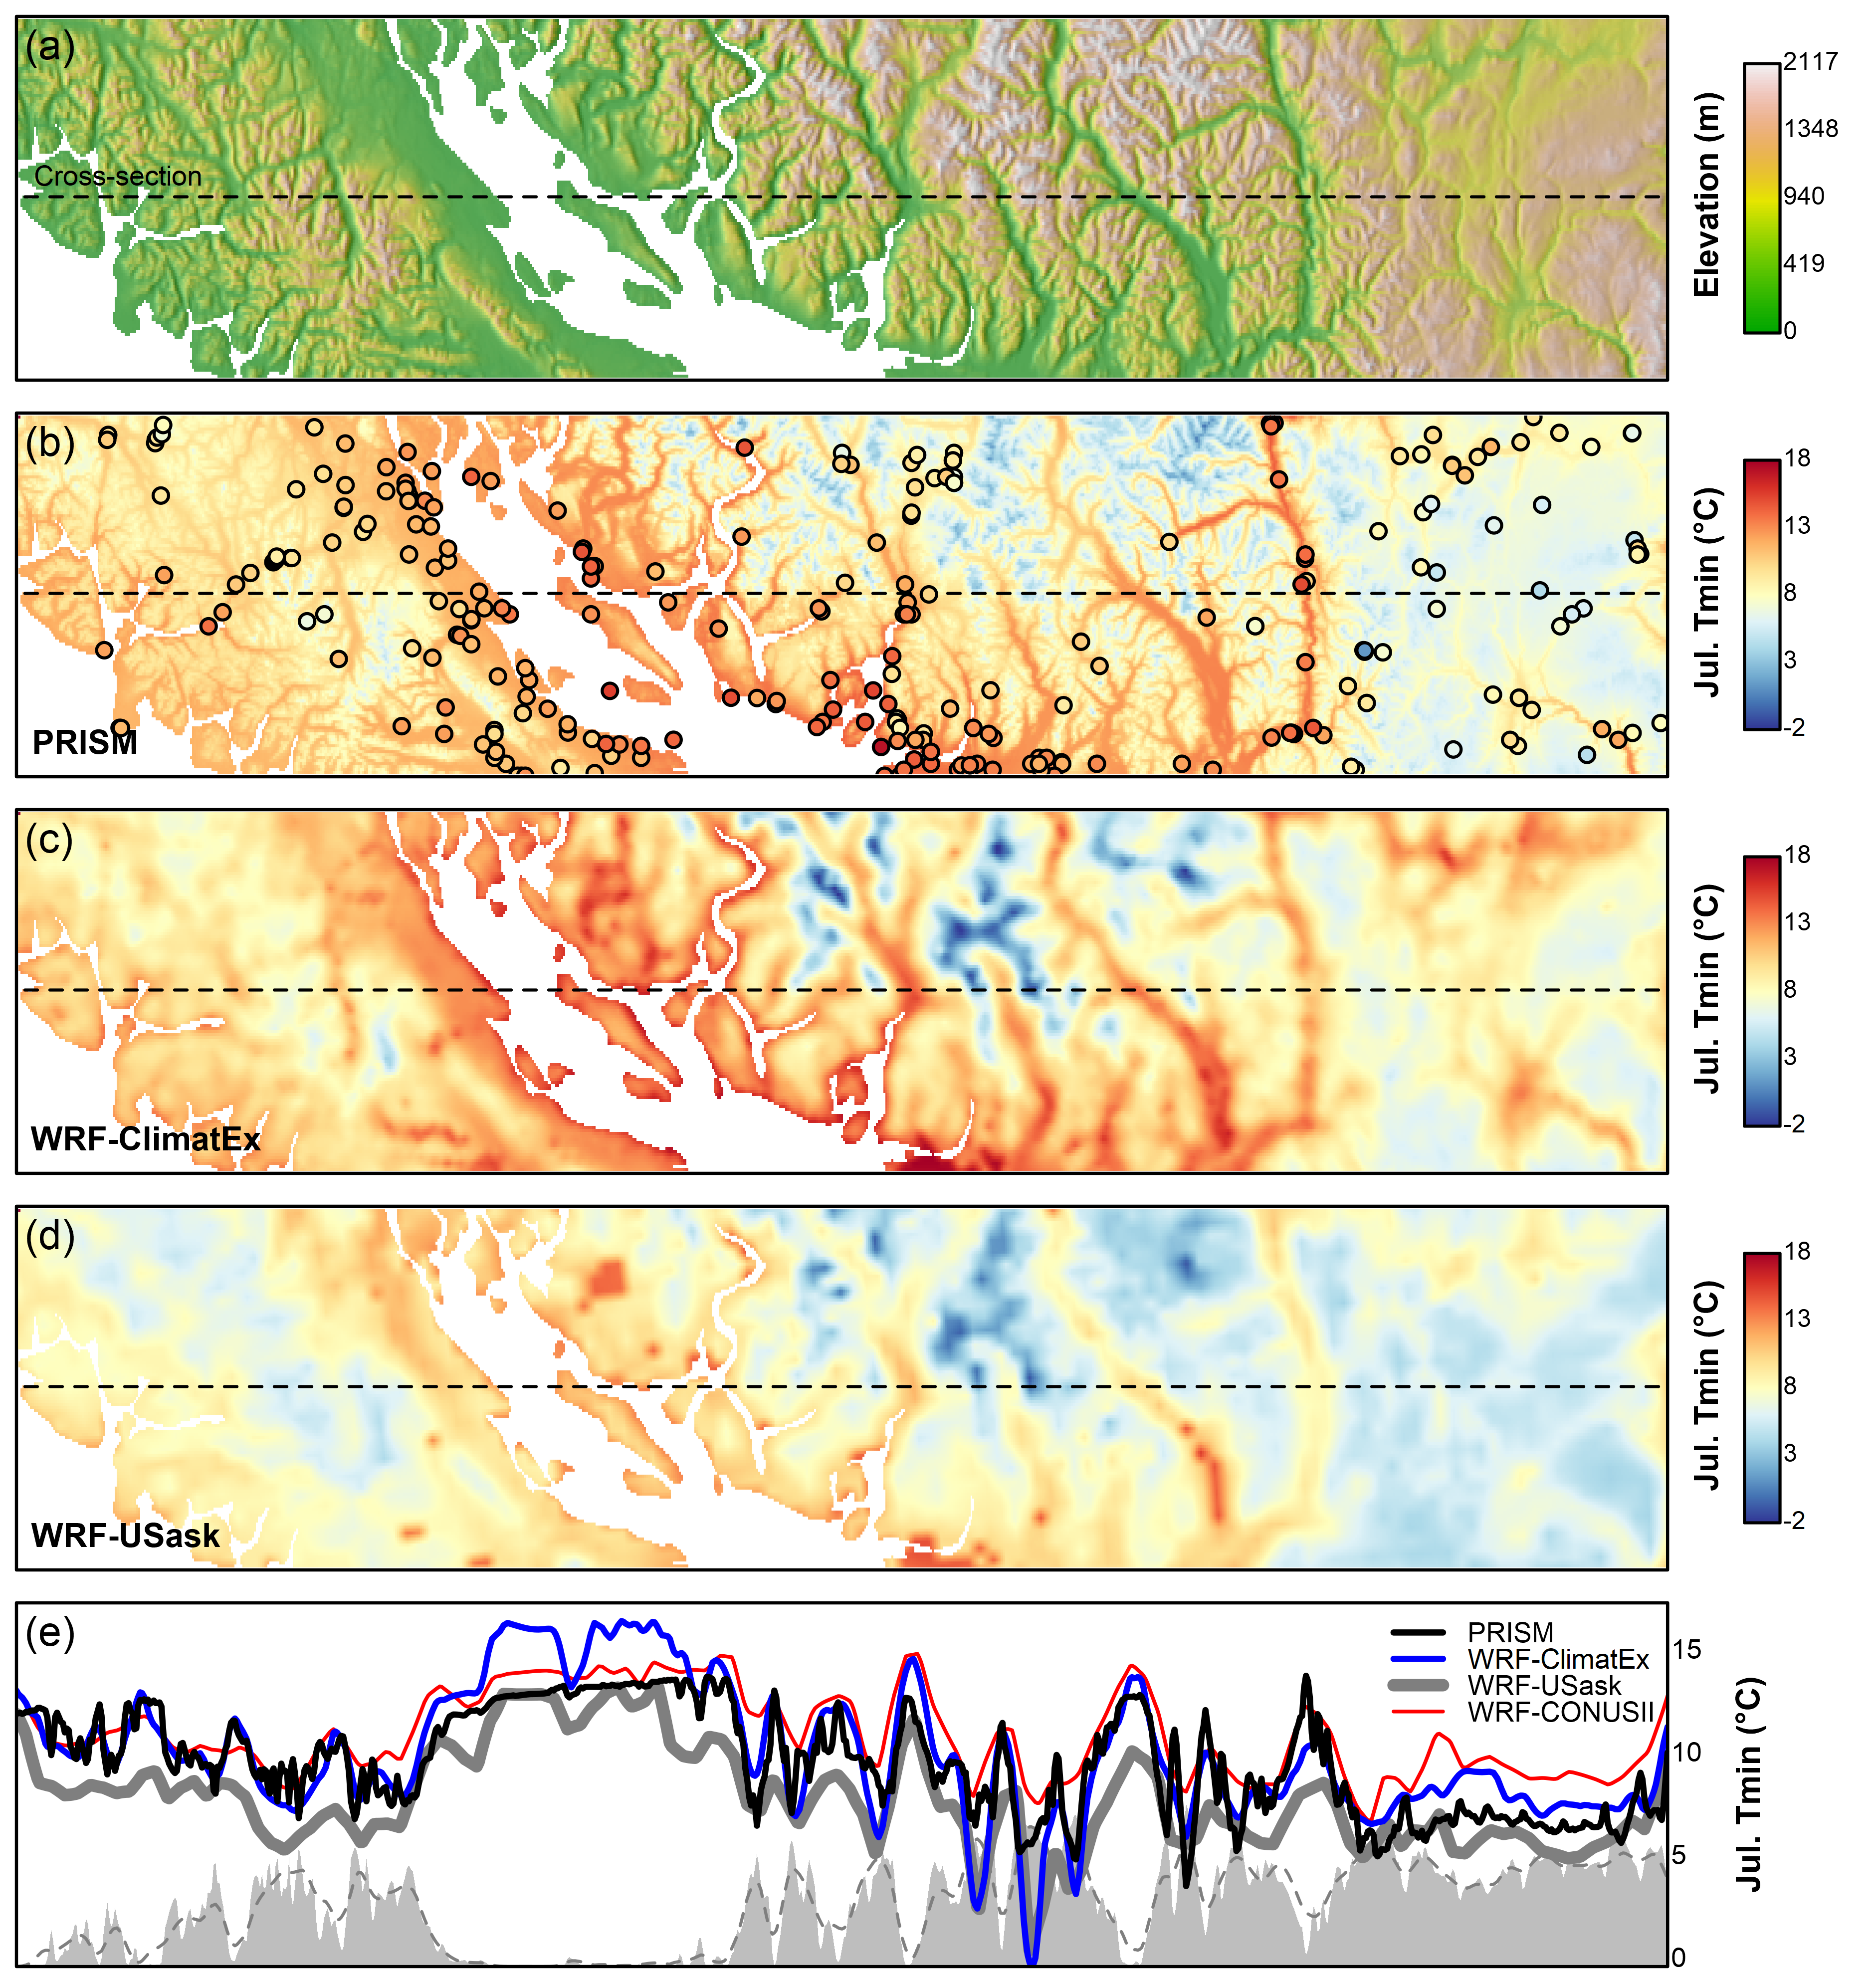 (a)
Cross-section
2117
1348
940
419
0
Elevation (m)
(b)
PRISM
18
13
8
3
-2
Jul. Tmin (°C)
(c)
WRF-ClimatEx
18
13
8
3
-2
Jul. Tmin (°C)
(d)
WRF-USask
18
13
8
3
-2
Jul. Tmin (°C)
(e)
PRISM
WRF-ClimatEx
WRF-USask
WRF-CONUSII
15
10
5
0
Jul. Tmin (°C)